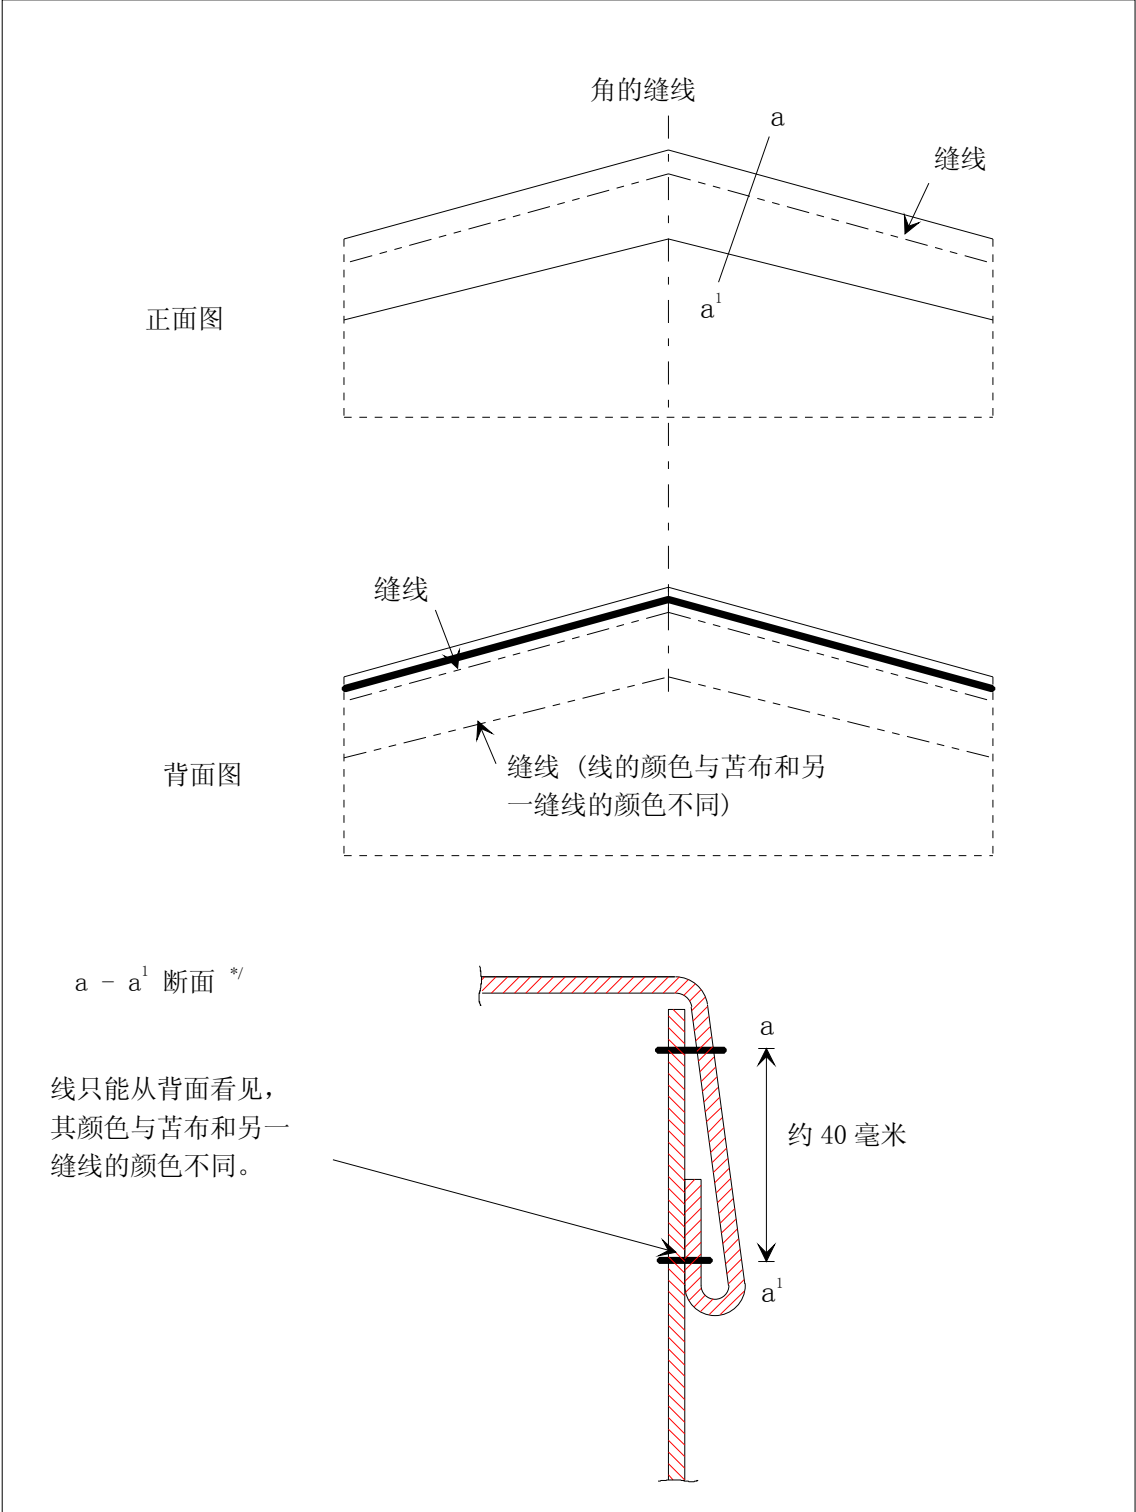 角的缝线
a
缝线
a¹
正面图
缝线
缝线 (线的颜色与苫布和另
一缝线的颜色不同)
背面图
a - a¹ 断面 */
a
线只能从背面看见，
其颜色与苫布和另一
缝线的颜色不同。
约 40 毫米
a¹